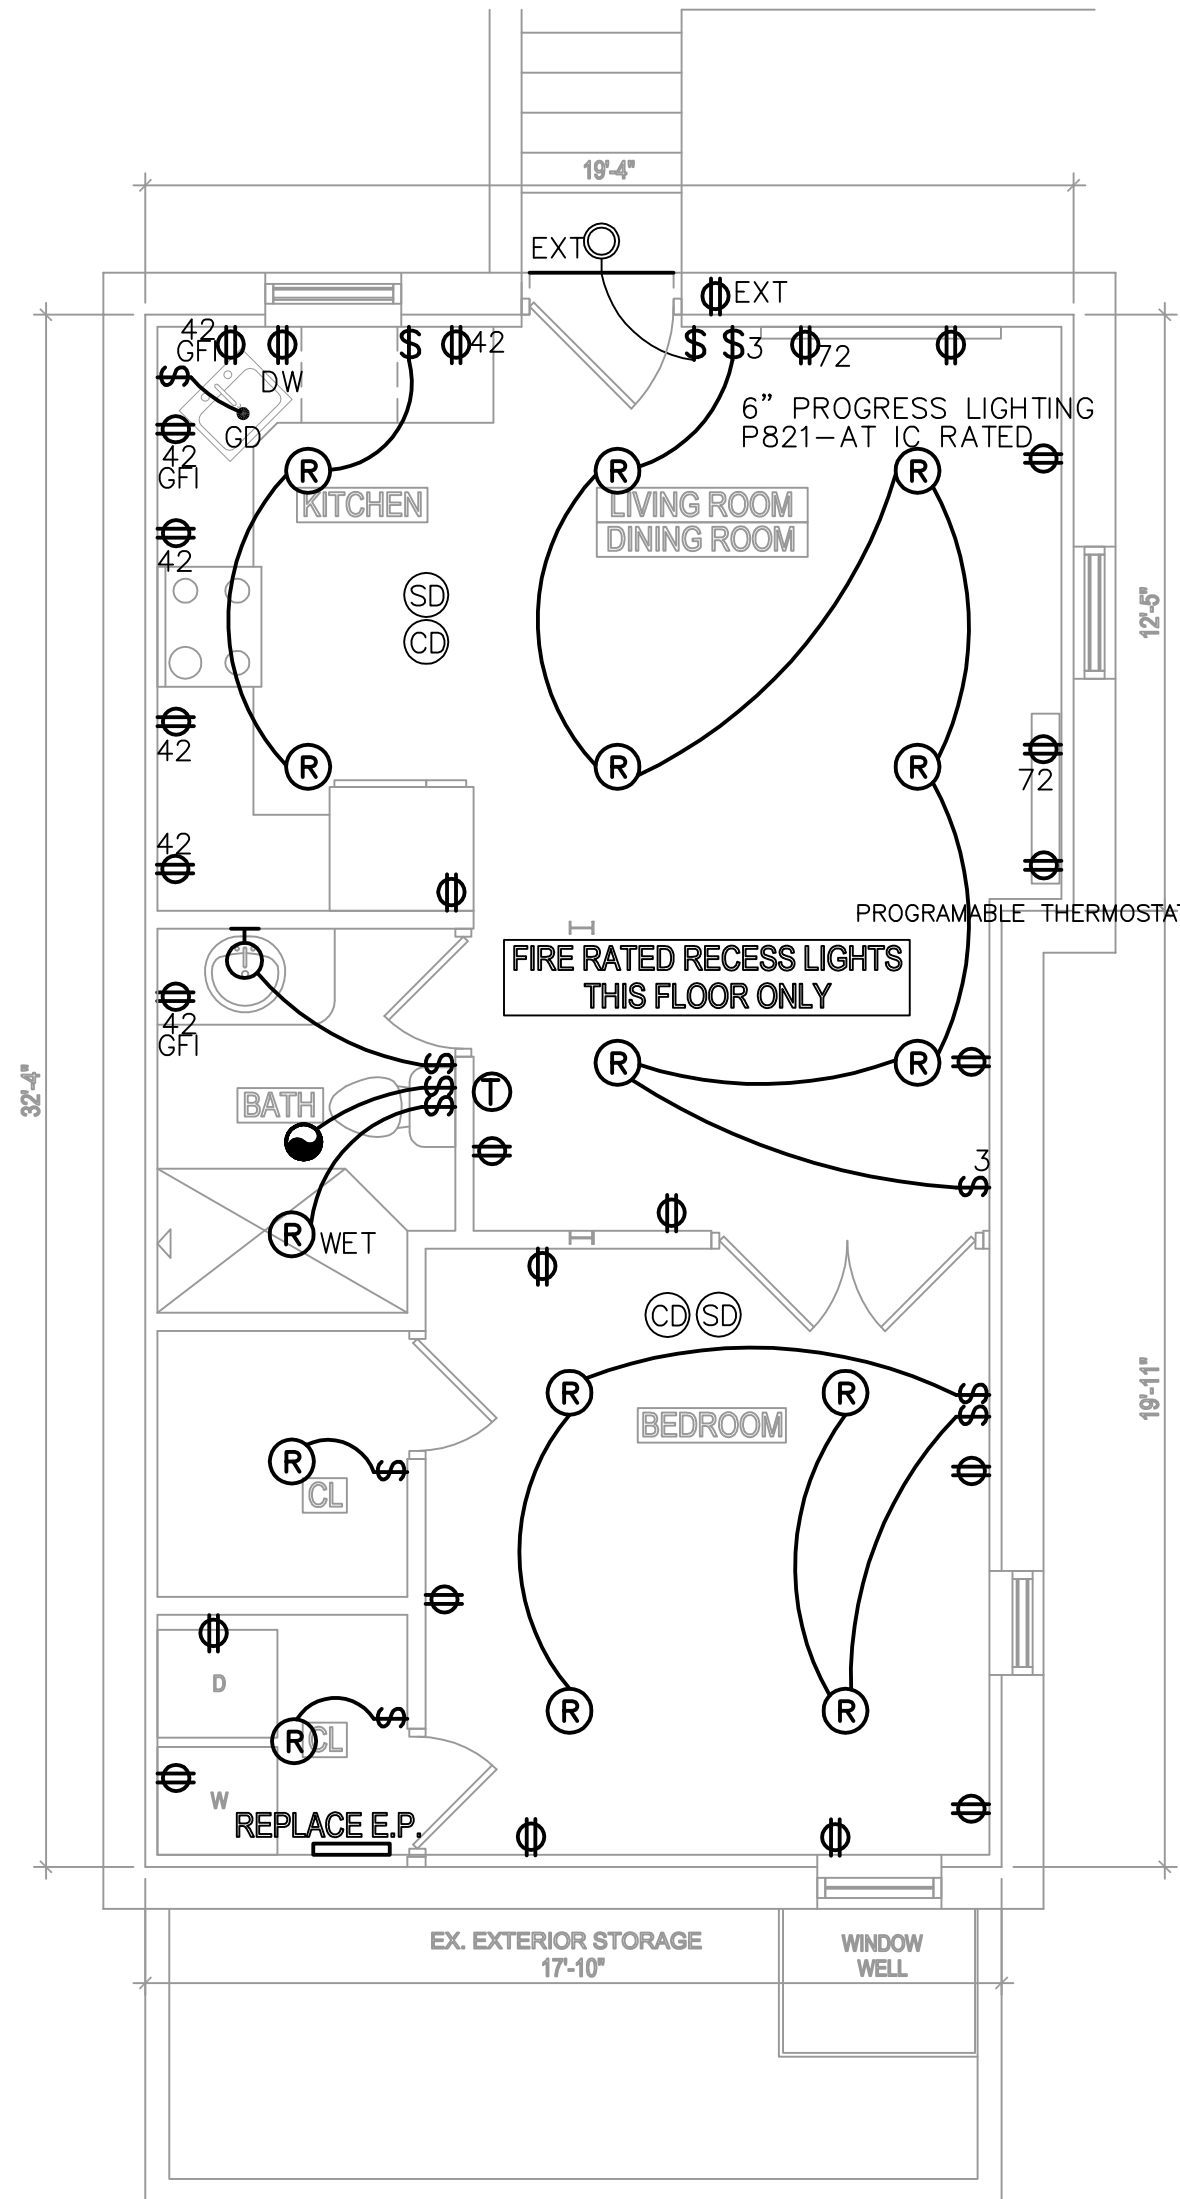 19'-4"
EXT
EXT
42
GFI
DW
$
42
$
$
3
72
$
GD
6” PROGRESS LIGHTING
P821-AT IC RATED
42
GFI
R
R
R
KITCHEN
LIVING ROOM
DINING ROOM
42
SD
CD
12'-5"
42
R
R
R
72
42
PROGRAMABLE THERMOSTAT
FIRE RATED RECESS LIGHTS
THIS FLOOR ONLY
42
GFI
$
$
$
R
R
T
BATH
32'-4"
3
$
R
WET
CD
SD
R
R
$
$
BEDROOM
19'-11"
R
$
CL
D
R
R
$
R
CL
W
REPLACE E.P.
EX. EXTERIOR STORAGE
17'-10"
WINDOW
WELL